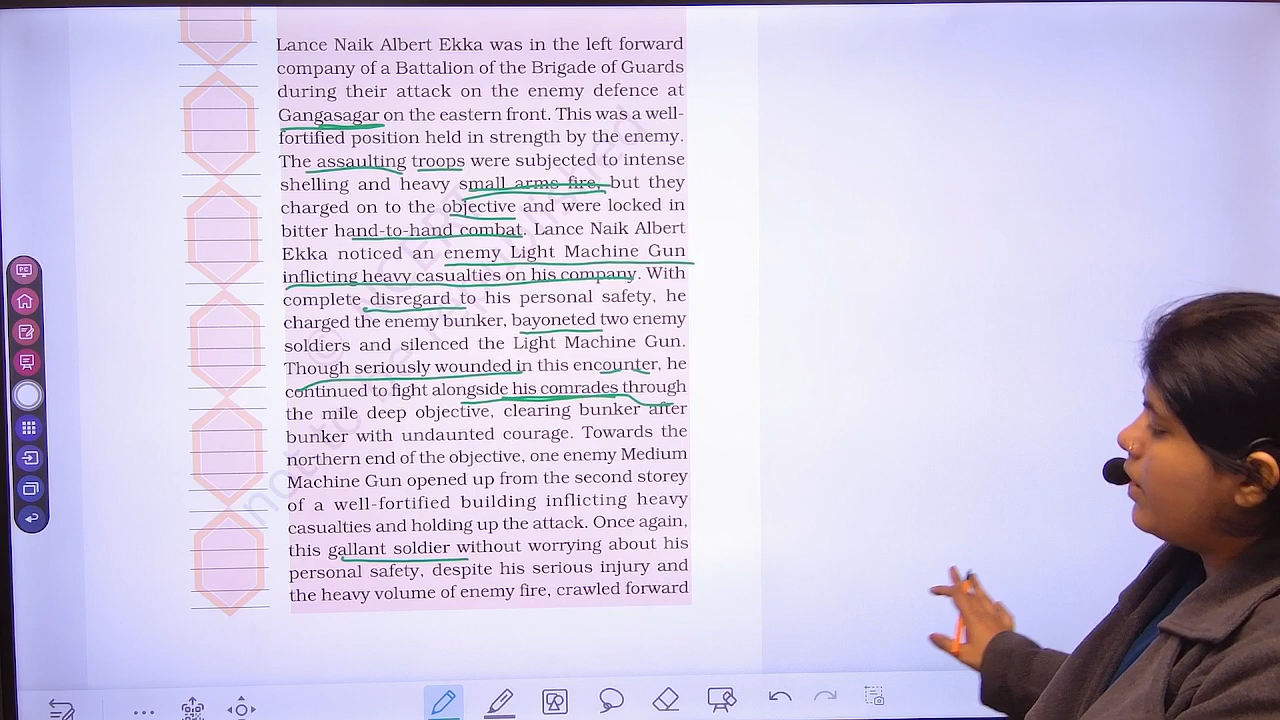 Lance Naik Albert Ekka was in the left forward
company of a Battalion of the Brigade of Guards
during their attack on the enemy defence at
Gangasagar on the eastern front. This was a well-
fortified position held in strength by the enemy.
The assaulting troops were subjected to intense
shelling and heavy small arms fire, but they
charged on to the objective and were locked in
bitter hand-to-hand combat. Lance Naik Albert
Ekka noticed an enemy Light Machine Gun
inflicting heavy casualties on his company. With
complete disregard to his personal safety, he
charged the enemy bunker, bayoneted two enemy
soldiers and silenced the Light Machine Gun.
Though seriously wounded in this encounter, he
continued to fight alongside his comrades through
the mile deep objective, clearing bunker after
bunker with undaunted courage. Towards the
northern end of the objective, one enemy Medium
Machine Gun opened up from the second storey
of a well-fortified building inflicting heavy
casualties and holding up the attack. Once again,
this gallant soldier without worrying about his
personal safety, despite his serious injury and
the heavy volume of enemy fire, crawled forward